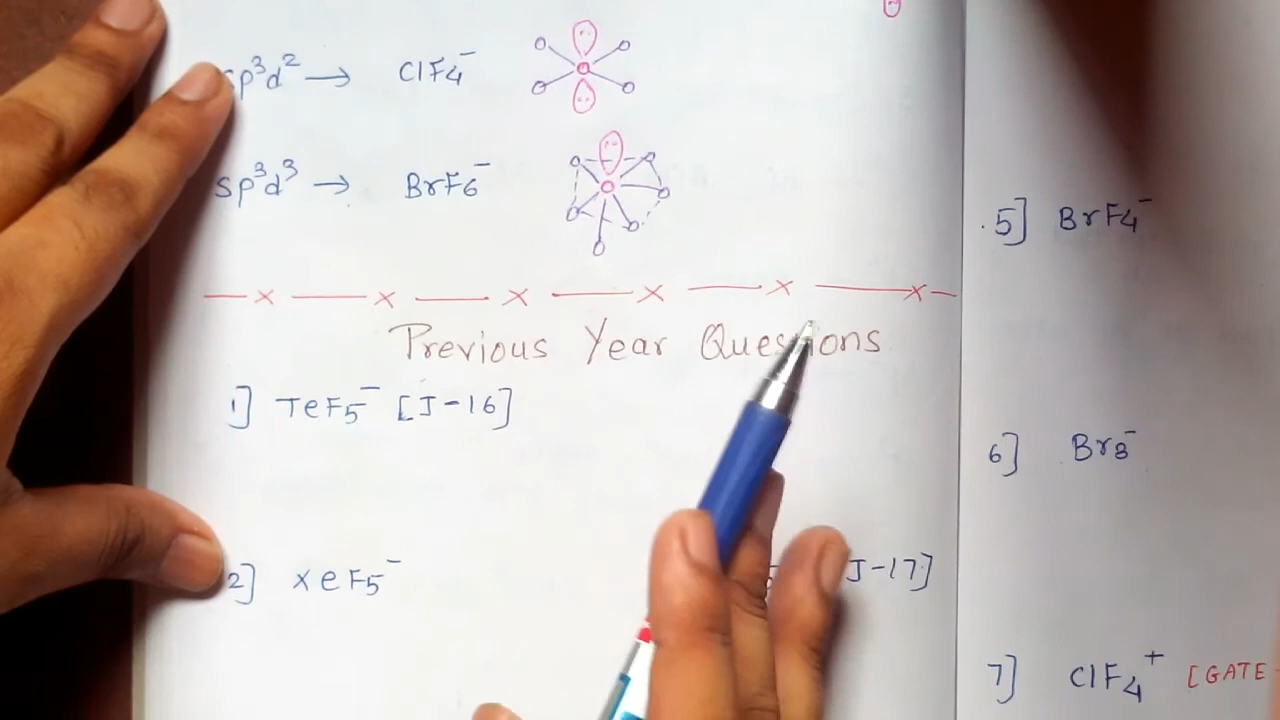 sp³d² → ClF₄⁻
sp³d³ → BrF₆⁻
Previous Year Questions
1] TeF₅⁻ [J-16]
2] XeF₅⁻
J-17]
5] BrF₄⁻
6] Br₃⁻
7] ClF₄⁺ [GATE